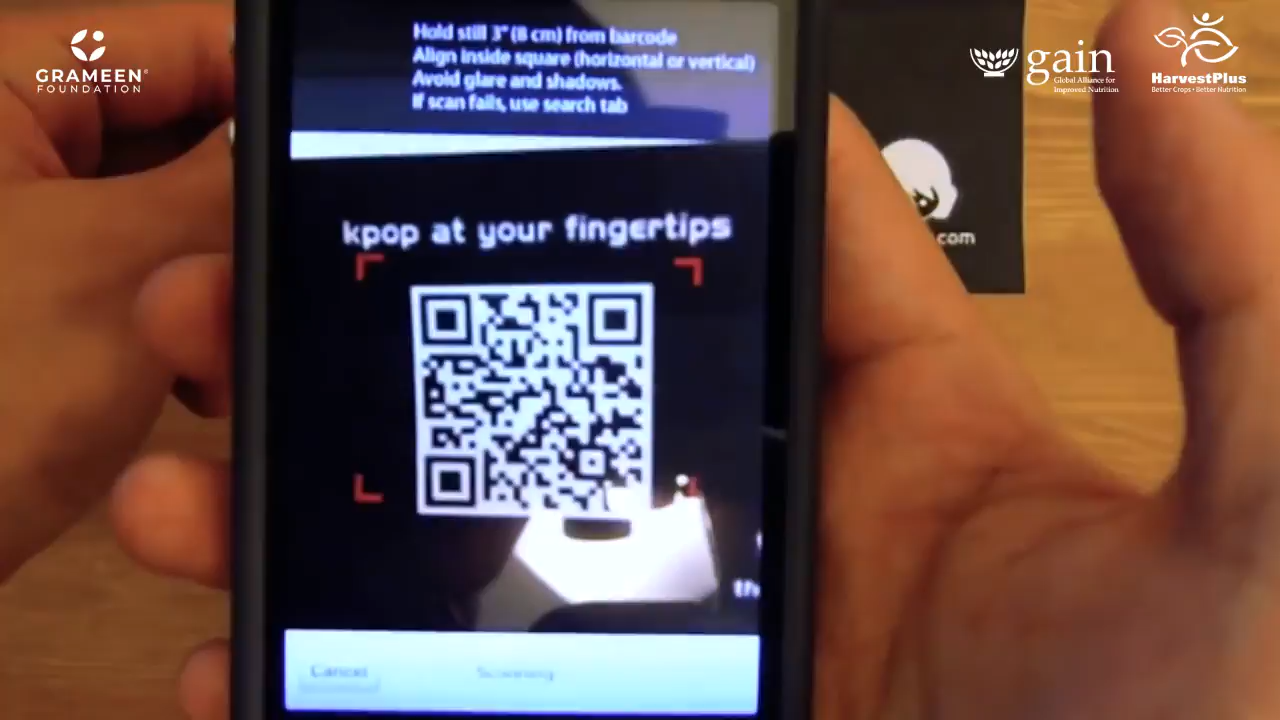 GRAMEEN
FOUNDATION
gain
Global Alliance for
Improved Nutrition
HarvestPlus
Better Crops • Better Nutrition
Hold still 3" (8 cm) from barcode
Align inside square (horizontal or vertical)
Avoid glare and shadows.
If scan fails, use search tab
kpop at your fingertips
.com
Cancel
Scanning